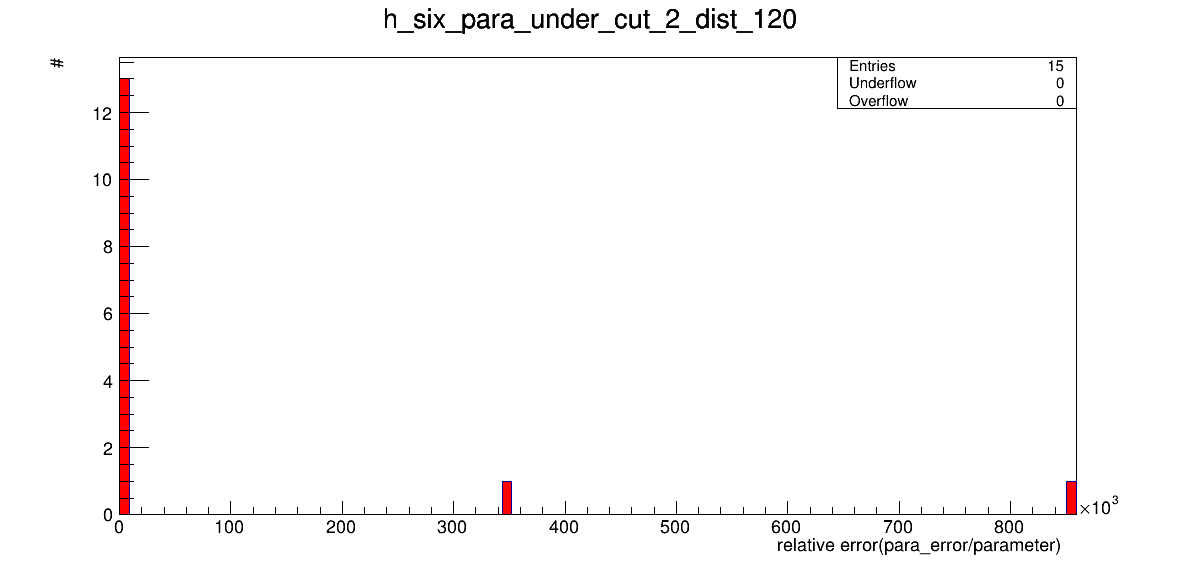 h_six_para_under_cut_2_dist_120
#
Entries 15
Underflow 0
Overflow 0
12
10
8
6
4
2
0
0 100 200 300 400 500 600 700 800 ×10³
relative error(para_error/parameter)